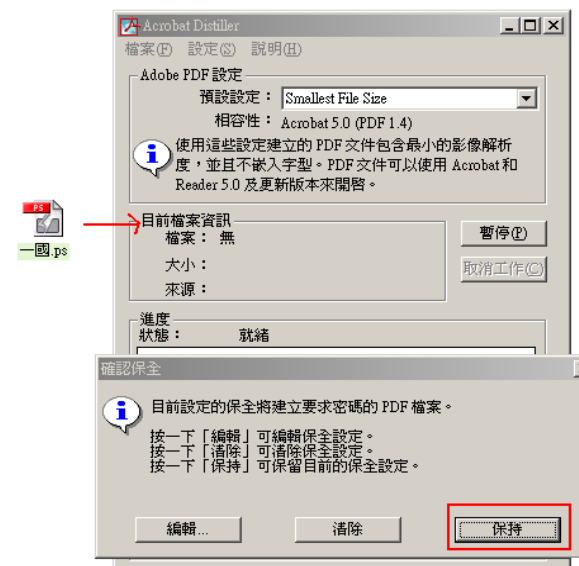 Acrobat Distiller
檔案(F) 設定(S) 說明(H)
Adobe PDF 設定
預設設定： Smallest File Size
相容性： Acrobat 5.0 (PDF 1.4)
使用這些設定建立的 PDF 文件包含最小的影像解析
度，並且不嵌入字型。PDF 文件可以使用 Acrobat 和
Reader 5.0 及更新版本來開啓。
PS
一國.ps
目前檔案資訊
檔案： 無
大小：
來源：
暫停(P)
取消工作(C)
進度
狀態： 就緒
確認保全
目前設定的保全將建立要求密碼的 PDF 檔案。
按一下「編輯」可編輯保全設定。
按一下「清除」可清除保全設定。
按一下「保持」可保留目前的保全設定。
編輯... 清除 保持